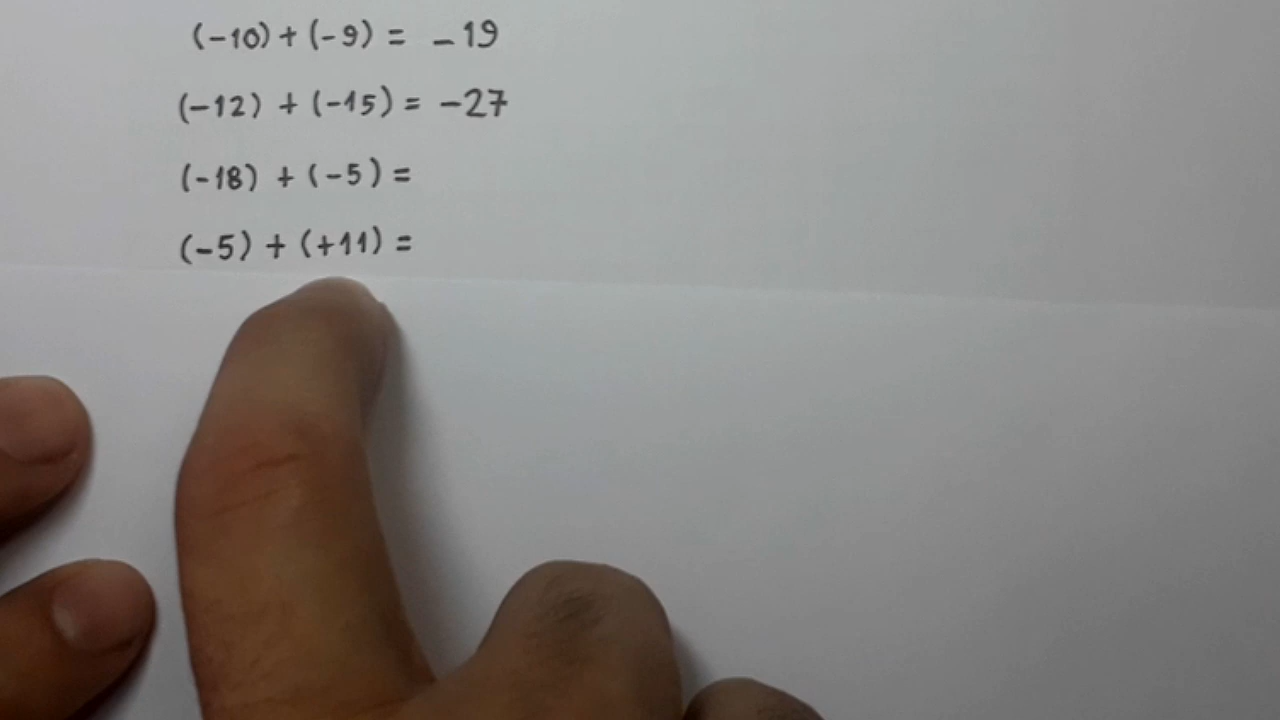 (-10) + (-9) = -19
(-12) + (-15) = -27
(-18) + (-5) =
(-5) + (+11) =